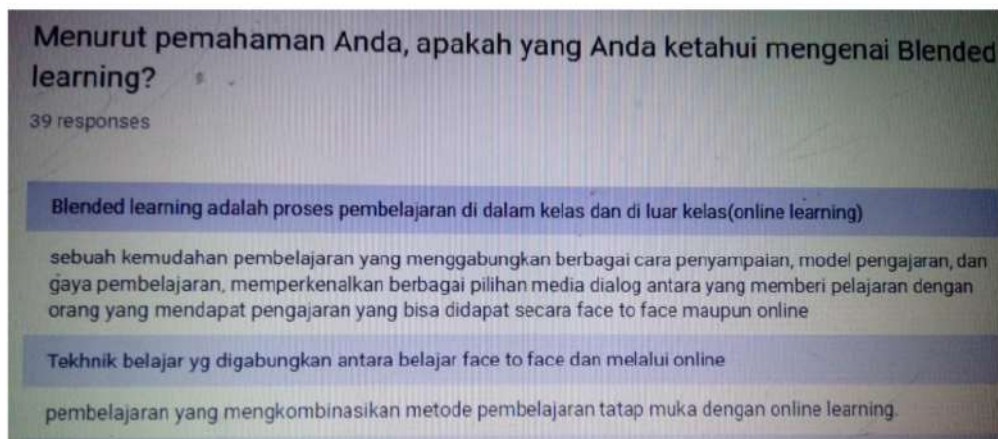 Menurut pemahaman Anda, apakah yang Anda ketahui mengenai Blended
learning?
39 responses
Blended learning adalah proses pembelajaran di dalam kelas dan di luar kelas(online learning)
sebuah kemudahan pembelajaran yang menggabungkan berbagai cara penyampaian, model pengajaran, dan
gaya pembelajaran, memperkenalkan berbagai pilihan media dialog antara yang memberi pelajaran dengan
orang yang mendapat pengajaran yang bisa didapat secara face to face maupun online
Tekhnik belajar yg digabungkan antara belajar face to face dan melalui online
pembelajaran yang mengkombinasikan metode pembelajaran tatap muka dengan online learning.